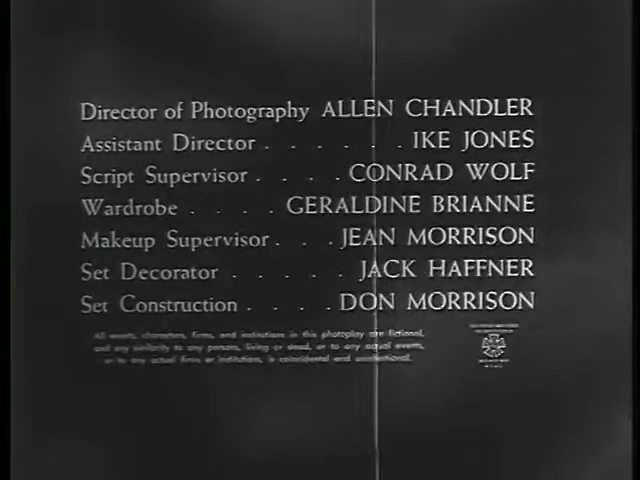 Director of Photography ALLEN CHANDLER
Assistant Director . . . . . . IKE JONES
Script Supervisor . . . . CONRAD WOLF
Wardrobe . . . . GERALDINE BRIANNE
Makeup Supervisor . . . JEAN MORRISON
Set Decorator . . . . . JACK HAFFNER
Set Construction . . . . DON MORRISON
All events, characters, firms, and institutions in this photoplay are fictional,
and any similarity to any persons, living or dead, or to any actual events,
or to any actual firms or institutions, is coincidental and unintentional.